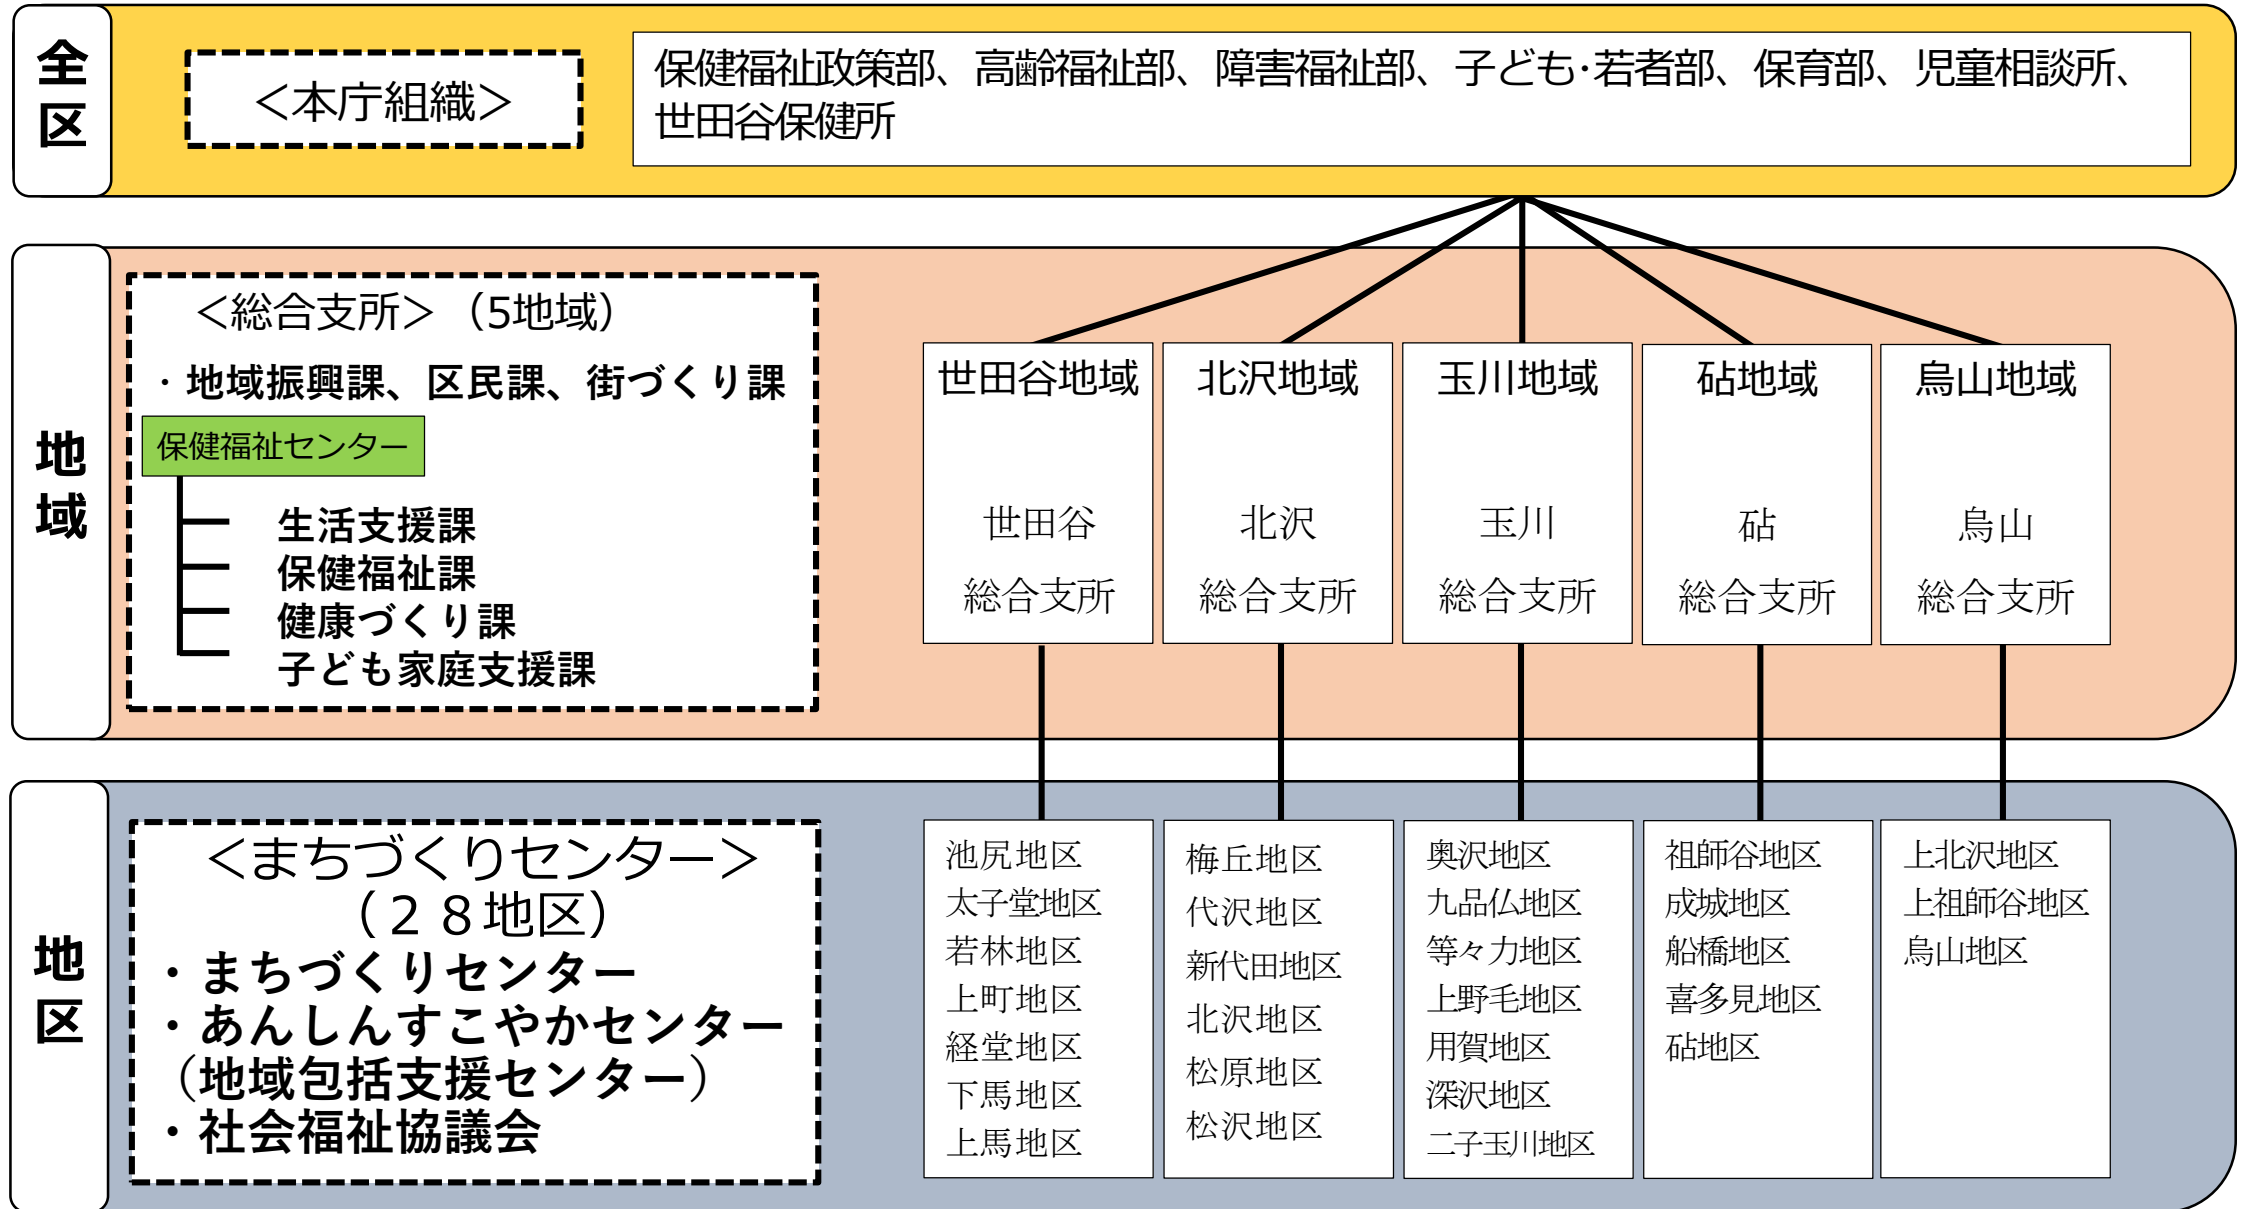 全区
＜本庁組織＞
保健福祉政策部、高齢福祉部、障害福祉部、子ども・若者部、保育部、児童相談所、
世田谷保健所
地域
＜総合支所＞（5地域）
・地域振興課、区民課、街づくり課
保健福祉センター
生活支援課
保健福祉課
健康づくり課
子ども家庭支援課
世田谷地域
世田谷
総合支所
北沢地域
北沢
総合支所
玉川地域
玉川
総合支所
砧地域
砧
総合支所
烏山地域
烏山
総合支所
地区
＜まちづくりセンター＞
（２８地区）
・まちづくりセンター
・あんしんすこやかセンター
（地域包括支援センター）
・社会福祉協議会
池尻地区
太子堂地区
若林地区
上町地区
経堂地区
下馬地区
上馬地区
梅丘地区
代沢地区
新代田地区
北沢地区
松原地区
松沢地区
奥沢地区
九品仏地区
等々力地区
上野毛地区
用賀地区
深沢地区
二子玉川地区
祖師谷地区
成城地区
船橋地区
喜多見地区
砧地区
上北沢地区
上祖師谷地区
烏山地区